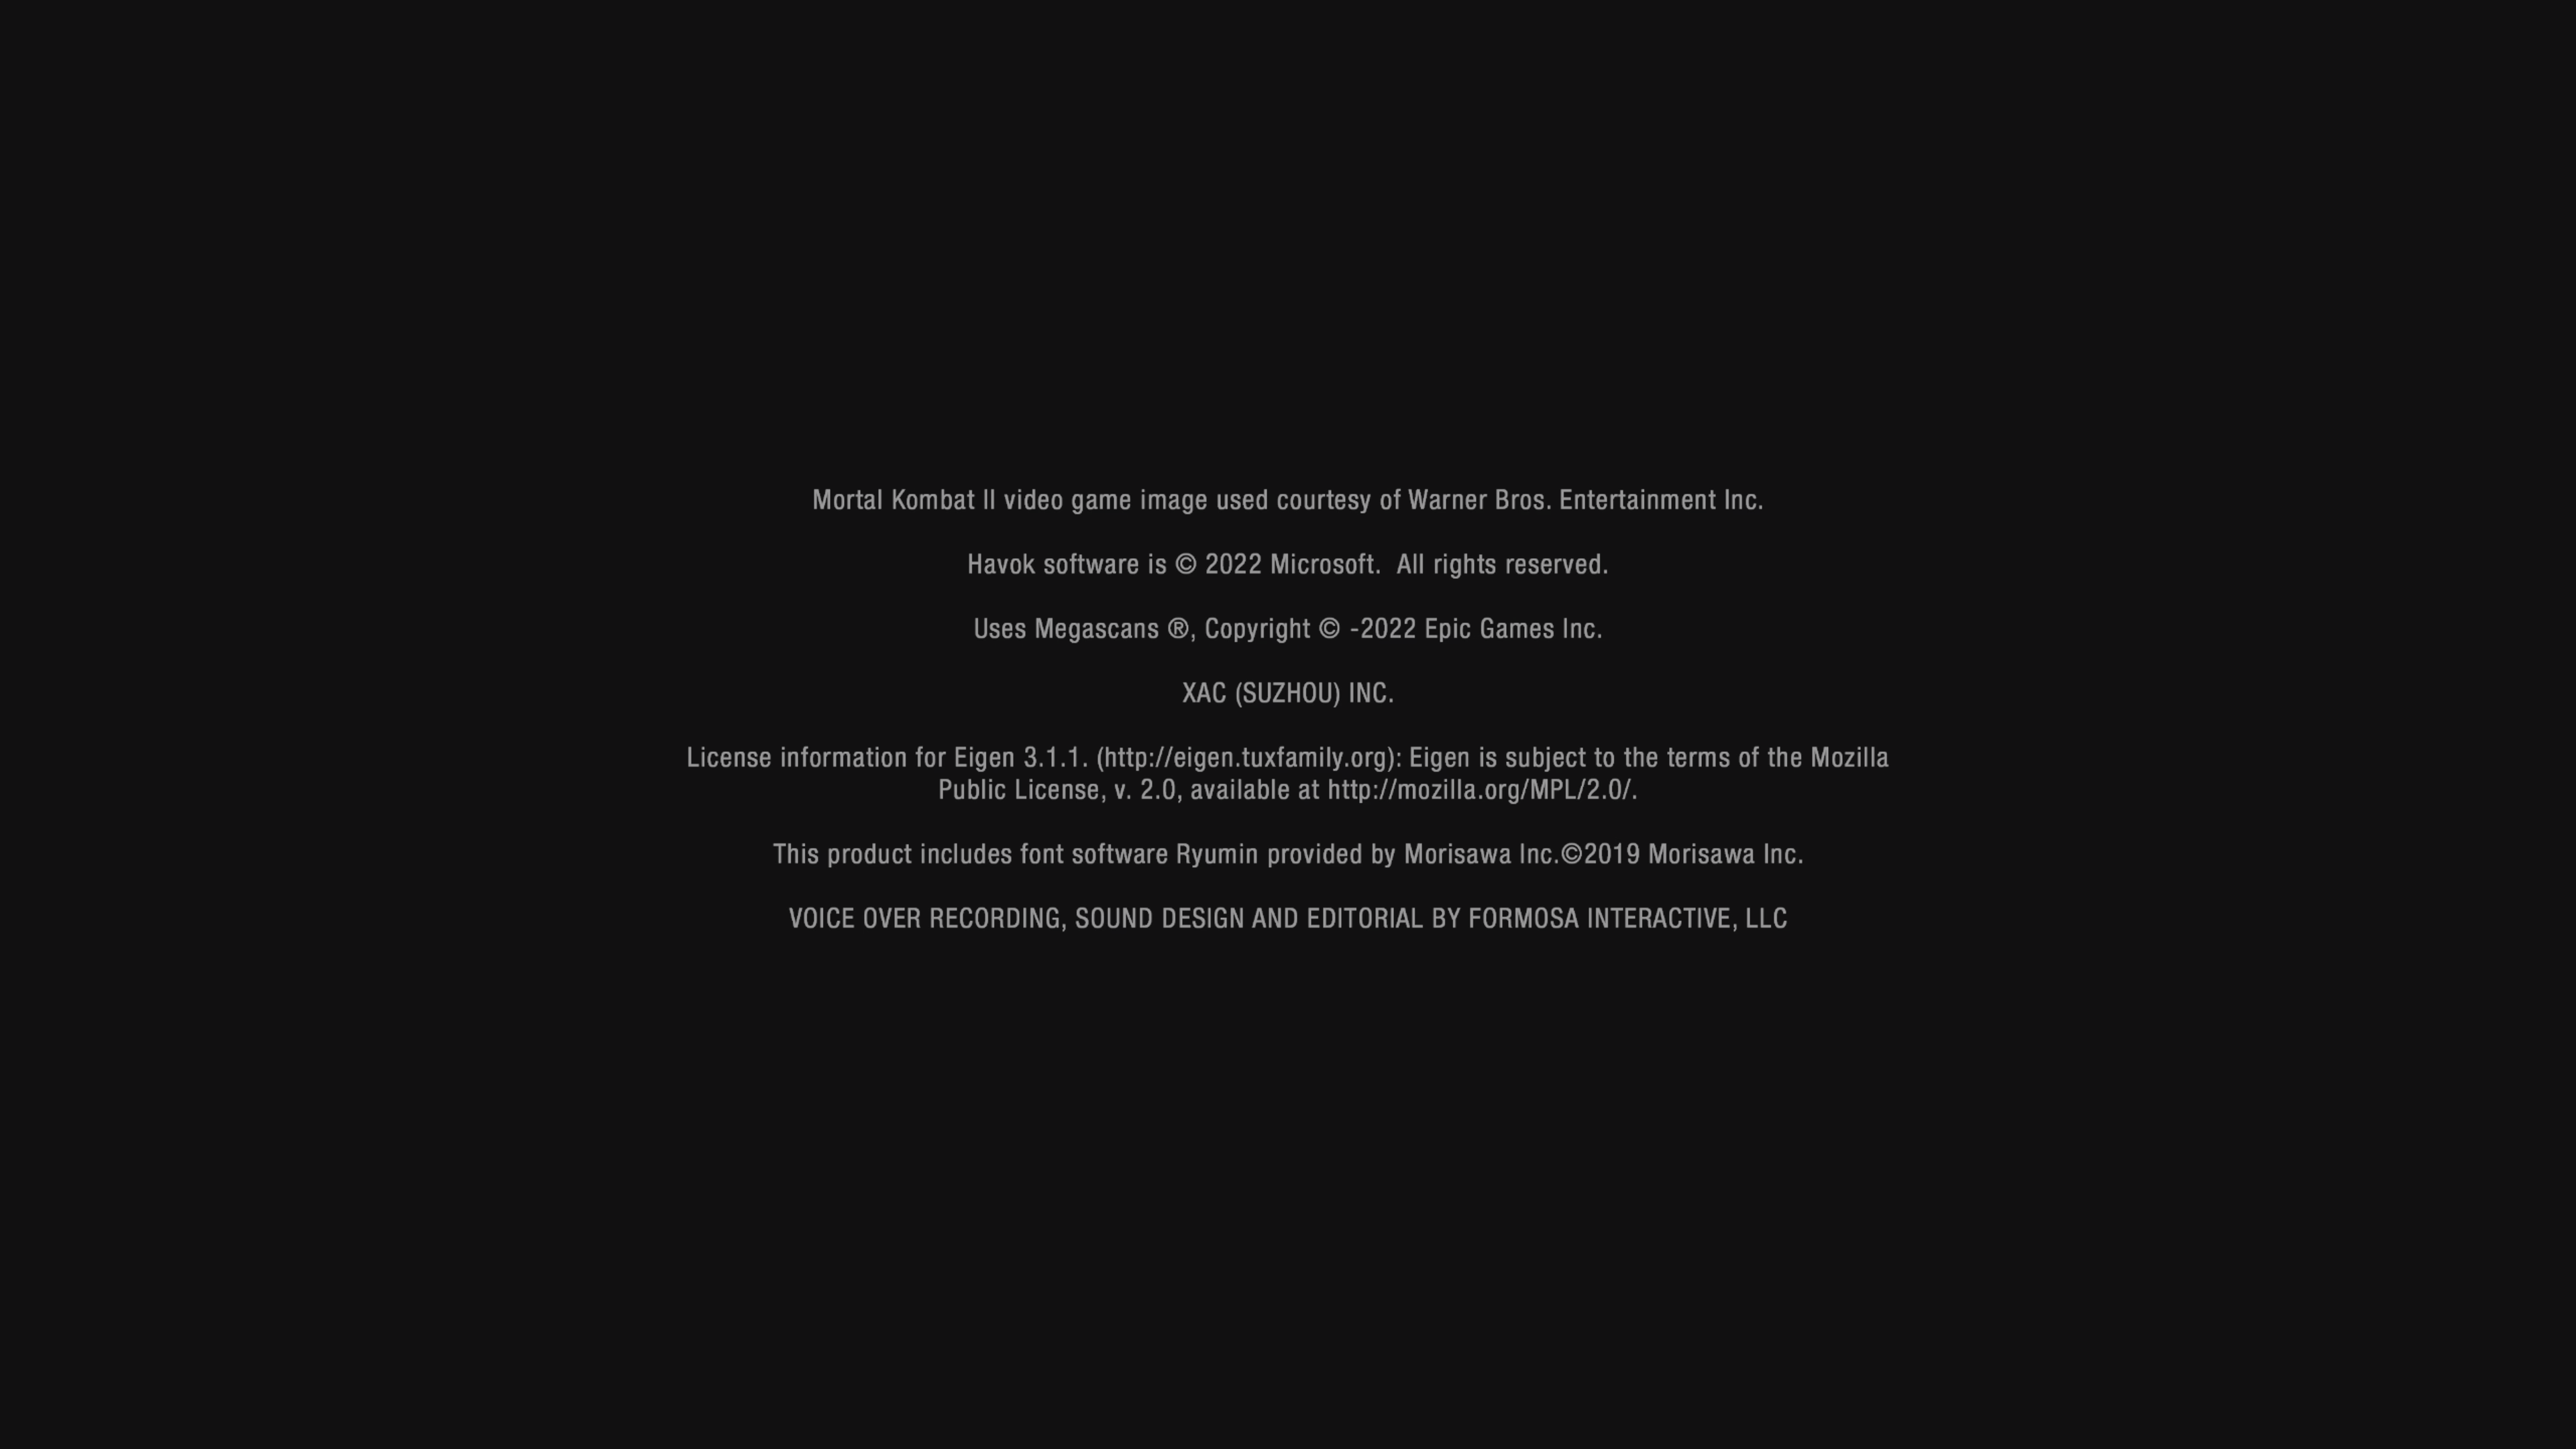 Mortal Kombat II video game image used courtesy of Warner Bros. Entertainment Inc.
Havok software is © 2022 Microsoft.  All rights reserved.
Uses Megascans ®, Copyright © -2022 Epic Games Inc.
XAC (SUZHOU) INC.
License information for Eigen 3.1.1. (http://eigen.tuxfamily.org): Eigen is subject to the terms of the Mozilla
Public License, v. 2.0, available at http://mozilla.org/MPL/2.0/.
This product includes font software Ryumin provided by Morisawa Inc.©2019 Morisawa Inc.
VOICE OVER RECORDING, SOUND DESIGN AND EDITORIAL BY FORMOSA INTERACTIVE, LLC